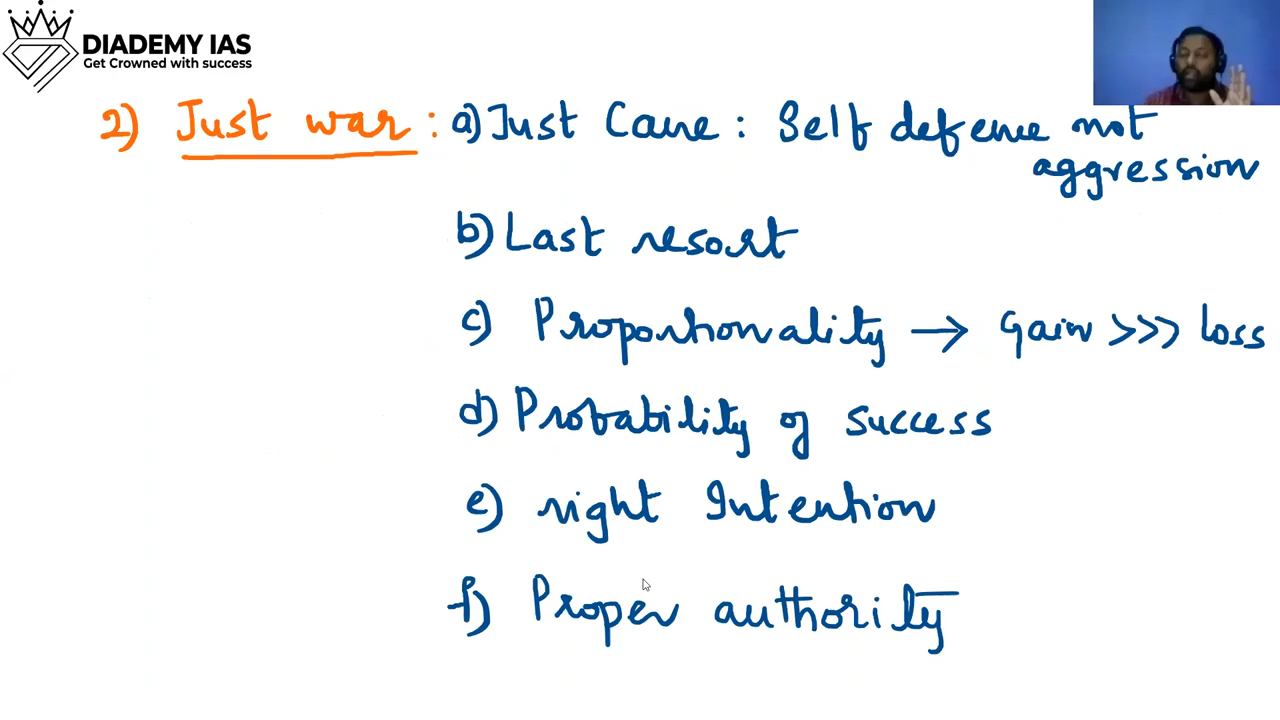 DIADEMY IAS
Get Crowned with success
2) Just war : a) Just Cause : Self defence not
aggression
b) Last resort
c) Proportionality → Gain >>> loss
d) Probability of success
e) right Intention
f) Proper authority